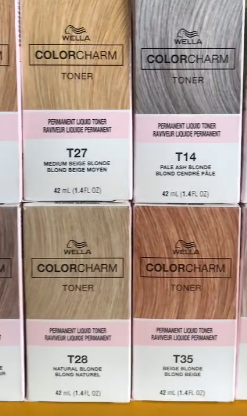 WELLA
COLORCHARM
TONER
PERMANENT LIQUID TONER
RAVIVEUR LIQUIDE PERMANENT
T27
MEDIUM BEIGE BLONDE
BLOND BEIGE MOYEN
42 mL (1.4 FL OZ)
WELLA
COLORCHARM
TONER
PERMANENT LIQUID TONER
RAVIVEUR LIQUIDE PERMANENT
T14
PALE ASH BLONDE
BLOND CENDRÉ PÂLE
42 mL (1.4 FL OZ)
WELLA
COLORCHARM
TONER
PERMANENT LIQUID TONER
RAVIVEUR LIQUIDE PERMANENT
T28
NATURAL BLONDE
BLOND NATUREL
42 mL (1.4 FL OZ)
WELLA
COLORCHARM
TONER
PERMANENT LIQUID TONER
RAVIVEUR LIQUIDE PERMANENT
T35
BEIGE BLONDE
BLOND BEIGE
42 mL (1.4 FL OZ)